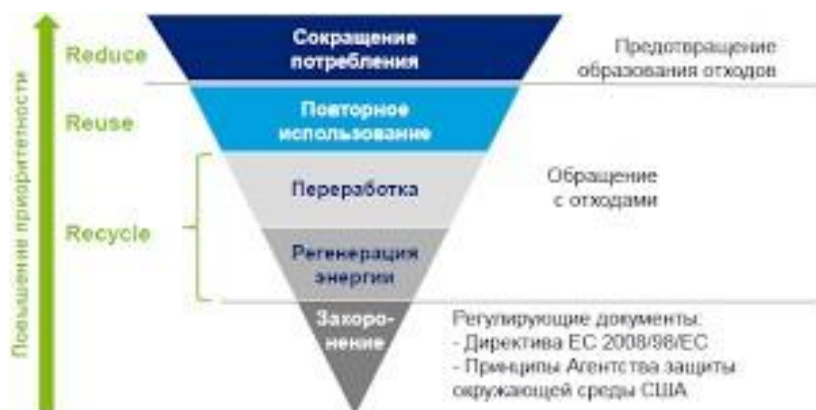 Повышение приоритетности
Reduce
Сокращение
потребления
Предотвращение
образования отходов
Reuse
Повторное
использование
Recycle
Переработка
Обращение
с отходами
Регенерация
энергии
Захоро-
нение
Регулирующие документы:
- Директива ЕС 2008/98/ЕС
- Принципы Агентства защиты
окружающей среды США